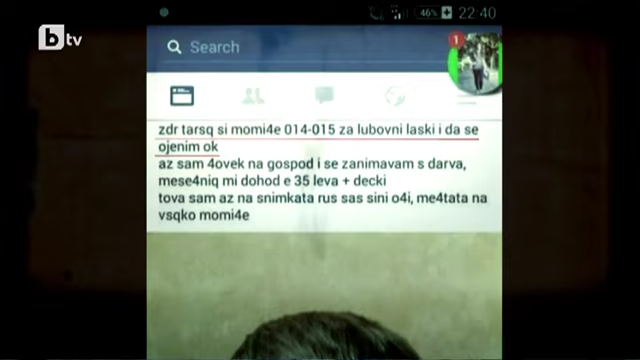 btv
46%
22:40
Search
1
zdr tarsq si momi4e 014-015 za lubovni laski i da se
ojenim ok
az sam 4ovek na gospod i se zanimavam s darva,
mese4niq mi dohod e 35 leva + decki
tova sam az na snimkata rus sas sini o4i, me4tata na
vsqko momi4e